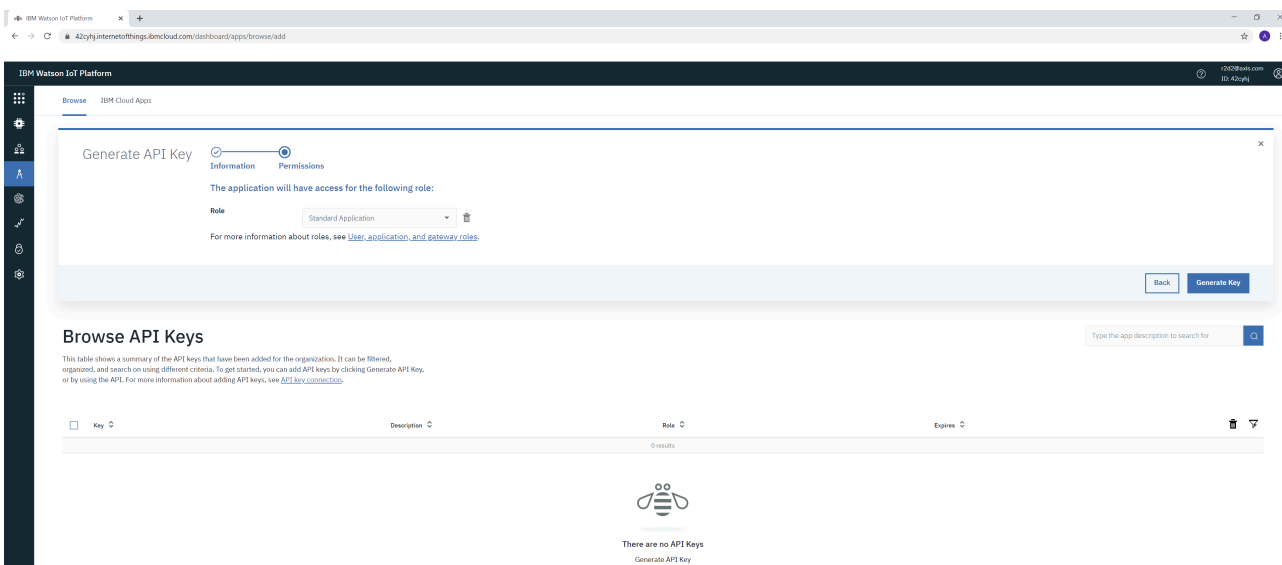 IBM Watson IoT Platform
42cyhj.internetofthings.ibmcloud.com/dashboard/apps/browse/add
A
IBM Watson IoT Platform
r2d2@axis.com
ID: 42cyhj
Browse IBM Cloud Apps
Generate API Key
Information Permissions
The application will have access for the following role:
Role
Standard Application
For more information about roles, see User, application, and gateway roles.
Back Generate Key
Browse API Keys
Type the app description to search for
This table shows a summary of the API keys that have been added for the organization. It can be filtered,
organized, and search on using different criteria. To get started, you can add API keys by clicking Generate API Key,
or by using the API. For more information about adding API keys, see API key connection.
Key Description Role Expires
0 results
There are no API Keys
Generate API Key